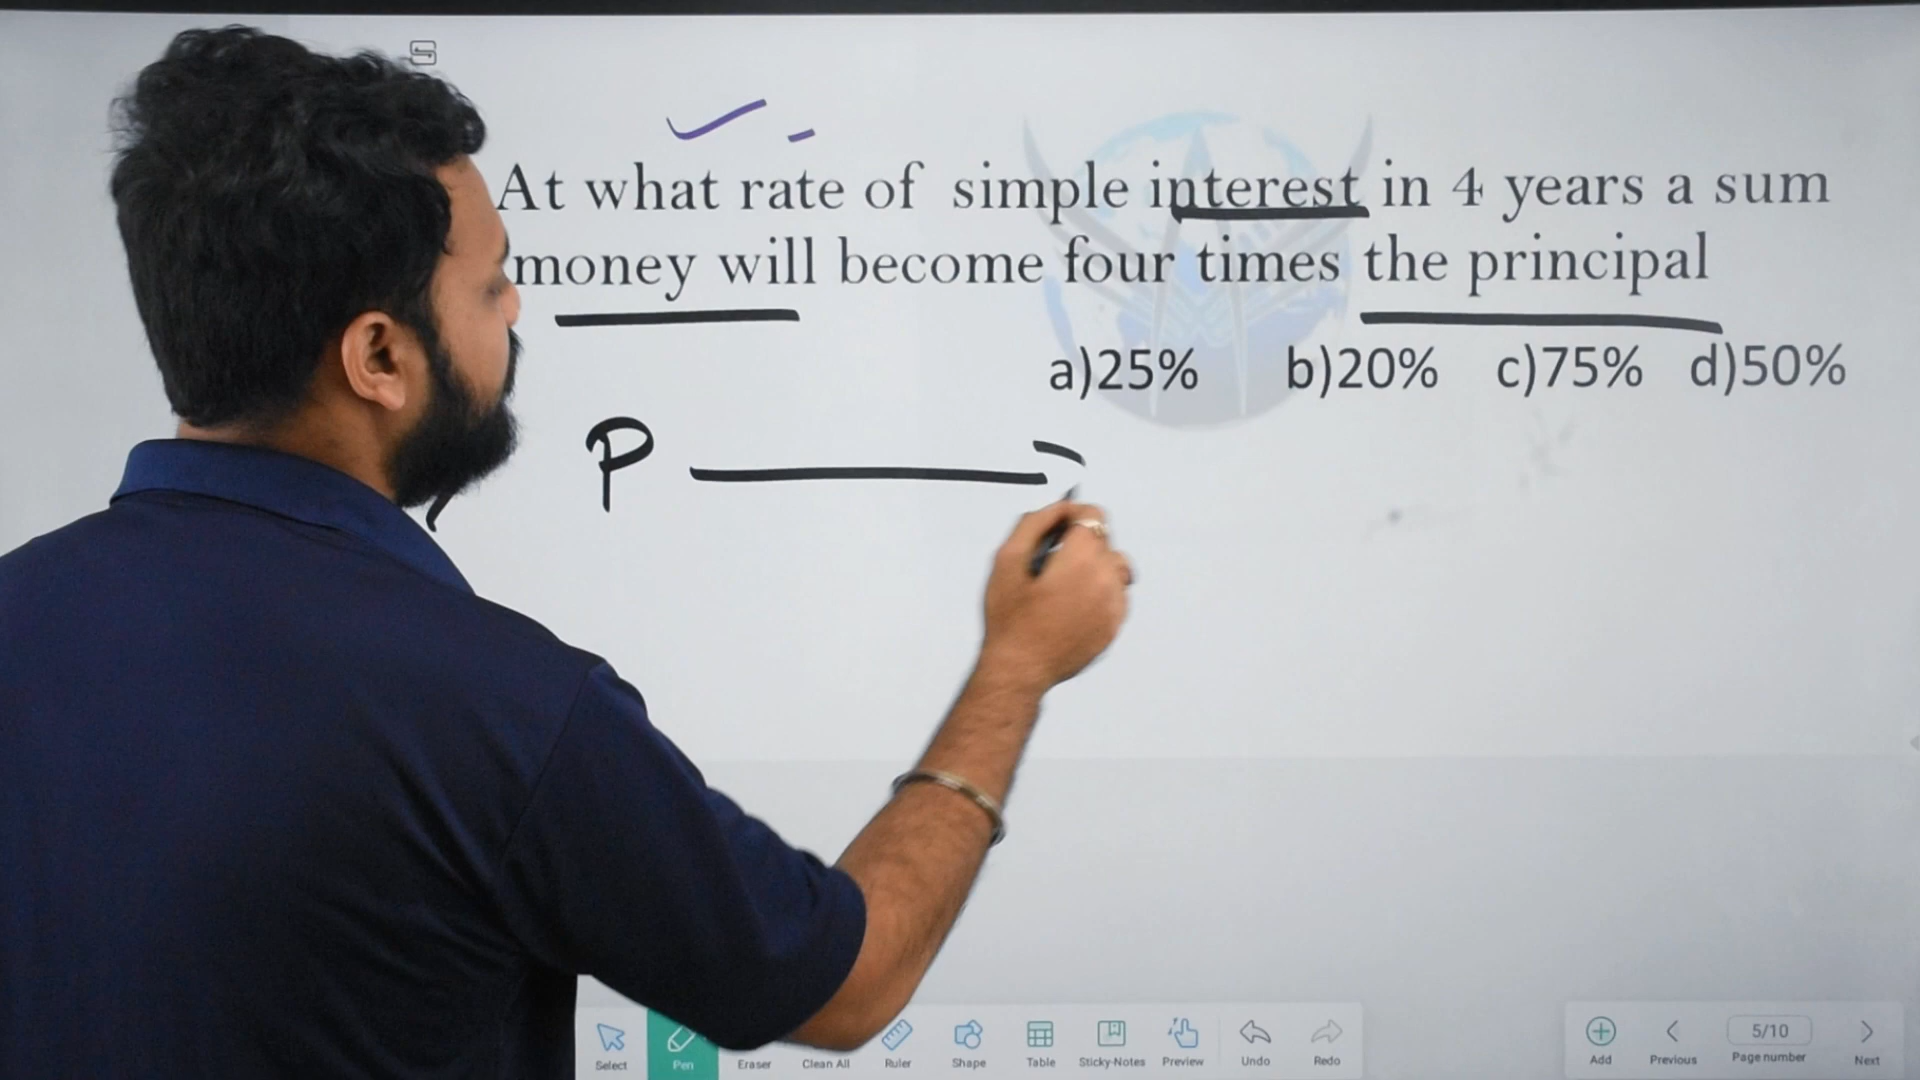 At what rate of simple interest in 4 years a sum
money will become four times the principal
a)25% b)20% c)75% d)50%
P
Select Pen Eraser Clean All Ruler Shape Table Sticky Notes Preview Undo Redo
Add Previous 5/10 Page number Next